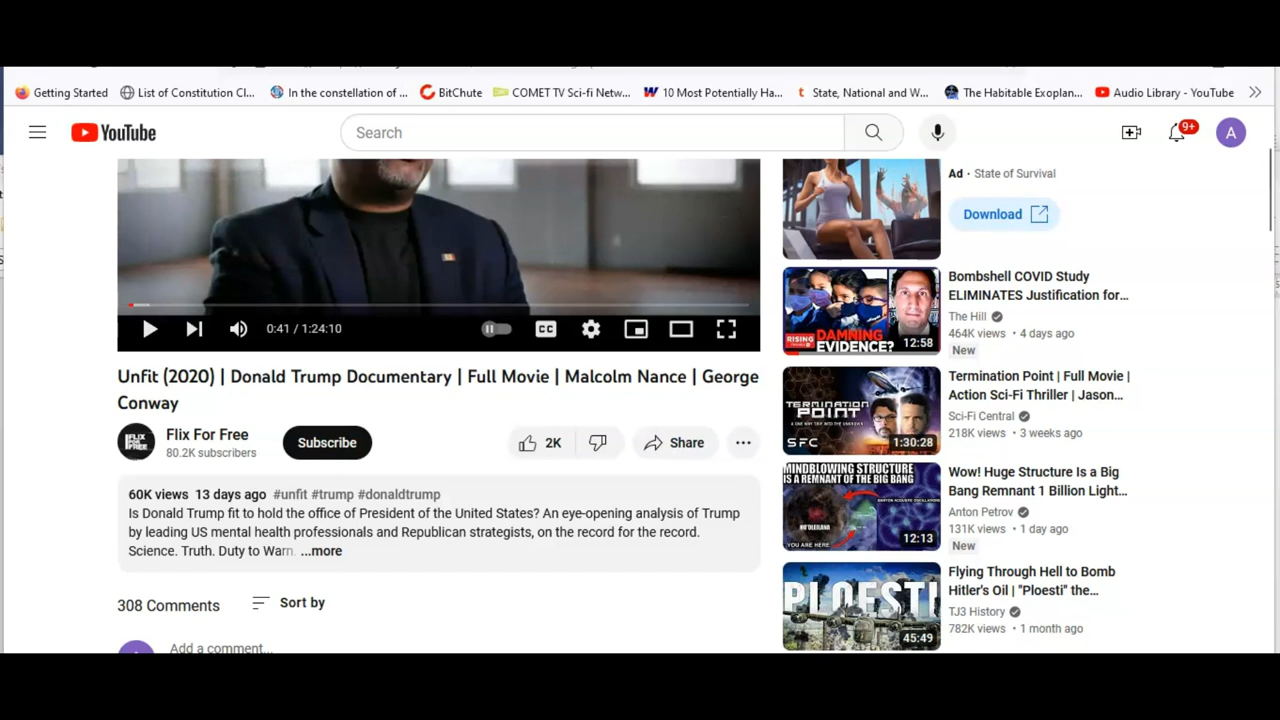 Getting Started
List of Constitution Cl...
In the constellation of ...
BitChute
COMET TV Sci-fi Netw...
10 Most Potentially Ha...
State, National and W...
The Habitable Exoplan...
Audio Library - YouTube
YouTube
Search
9+
A
0:41 / 1:24:10
CC
Unfit (2020) | Donald Trump Documentary | Full Movie | Malcolm Nance | George
Conway
FLIX FOR FREE
Flix For Free
80.2K subscribers
Subscribe
2K
Share
...
60K views 13 days ago #unfit #trump #donaldtrump
Is Donald Trump fit to hold the office of President of the United States? An eye-opening analysis of Trump
by leading US mental health professionals and Republican strategists, on the record for the record.
Science. Truth. Duty to Warn. ...more
308 Comments
Sort by
Add a comment...
Ad · State of Survival
Download
RISING
DAMNING
EVIDENCE?
12:58
Bombshell COVID Study
ELIMINATES Justification for...
The Hill
464K views • 4 days ago
New
TERMINATION
POINT
SFC
1:30:28
Termination Point | Full Movie |
Action Sci-Fi Thriller | Jason...
Sci-Fi Central
218K views • 3 weeks ago
MINDBLOWING STRUCTURE
IS A REMNANT OF THE BIG BANG
HO'OLEILANA
YOU ARE HERE
12:13
Wow! Huge Structure Is a Big
Bang Remnant 1 Billion Light...
Anton Petrov
131K views • 1 day ago
New
PLOESTI
45:49
Flying Through Hell to Bomb
Hitler's Oil | "Ploesti" the...
TJ3 History
782K views • 1 month ago